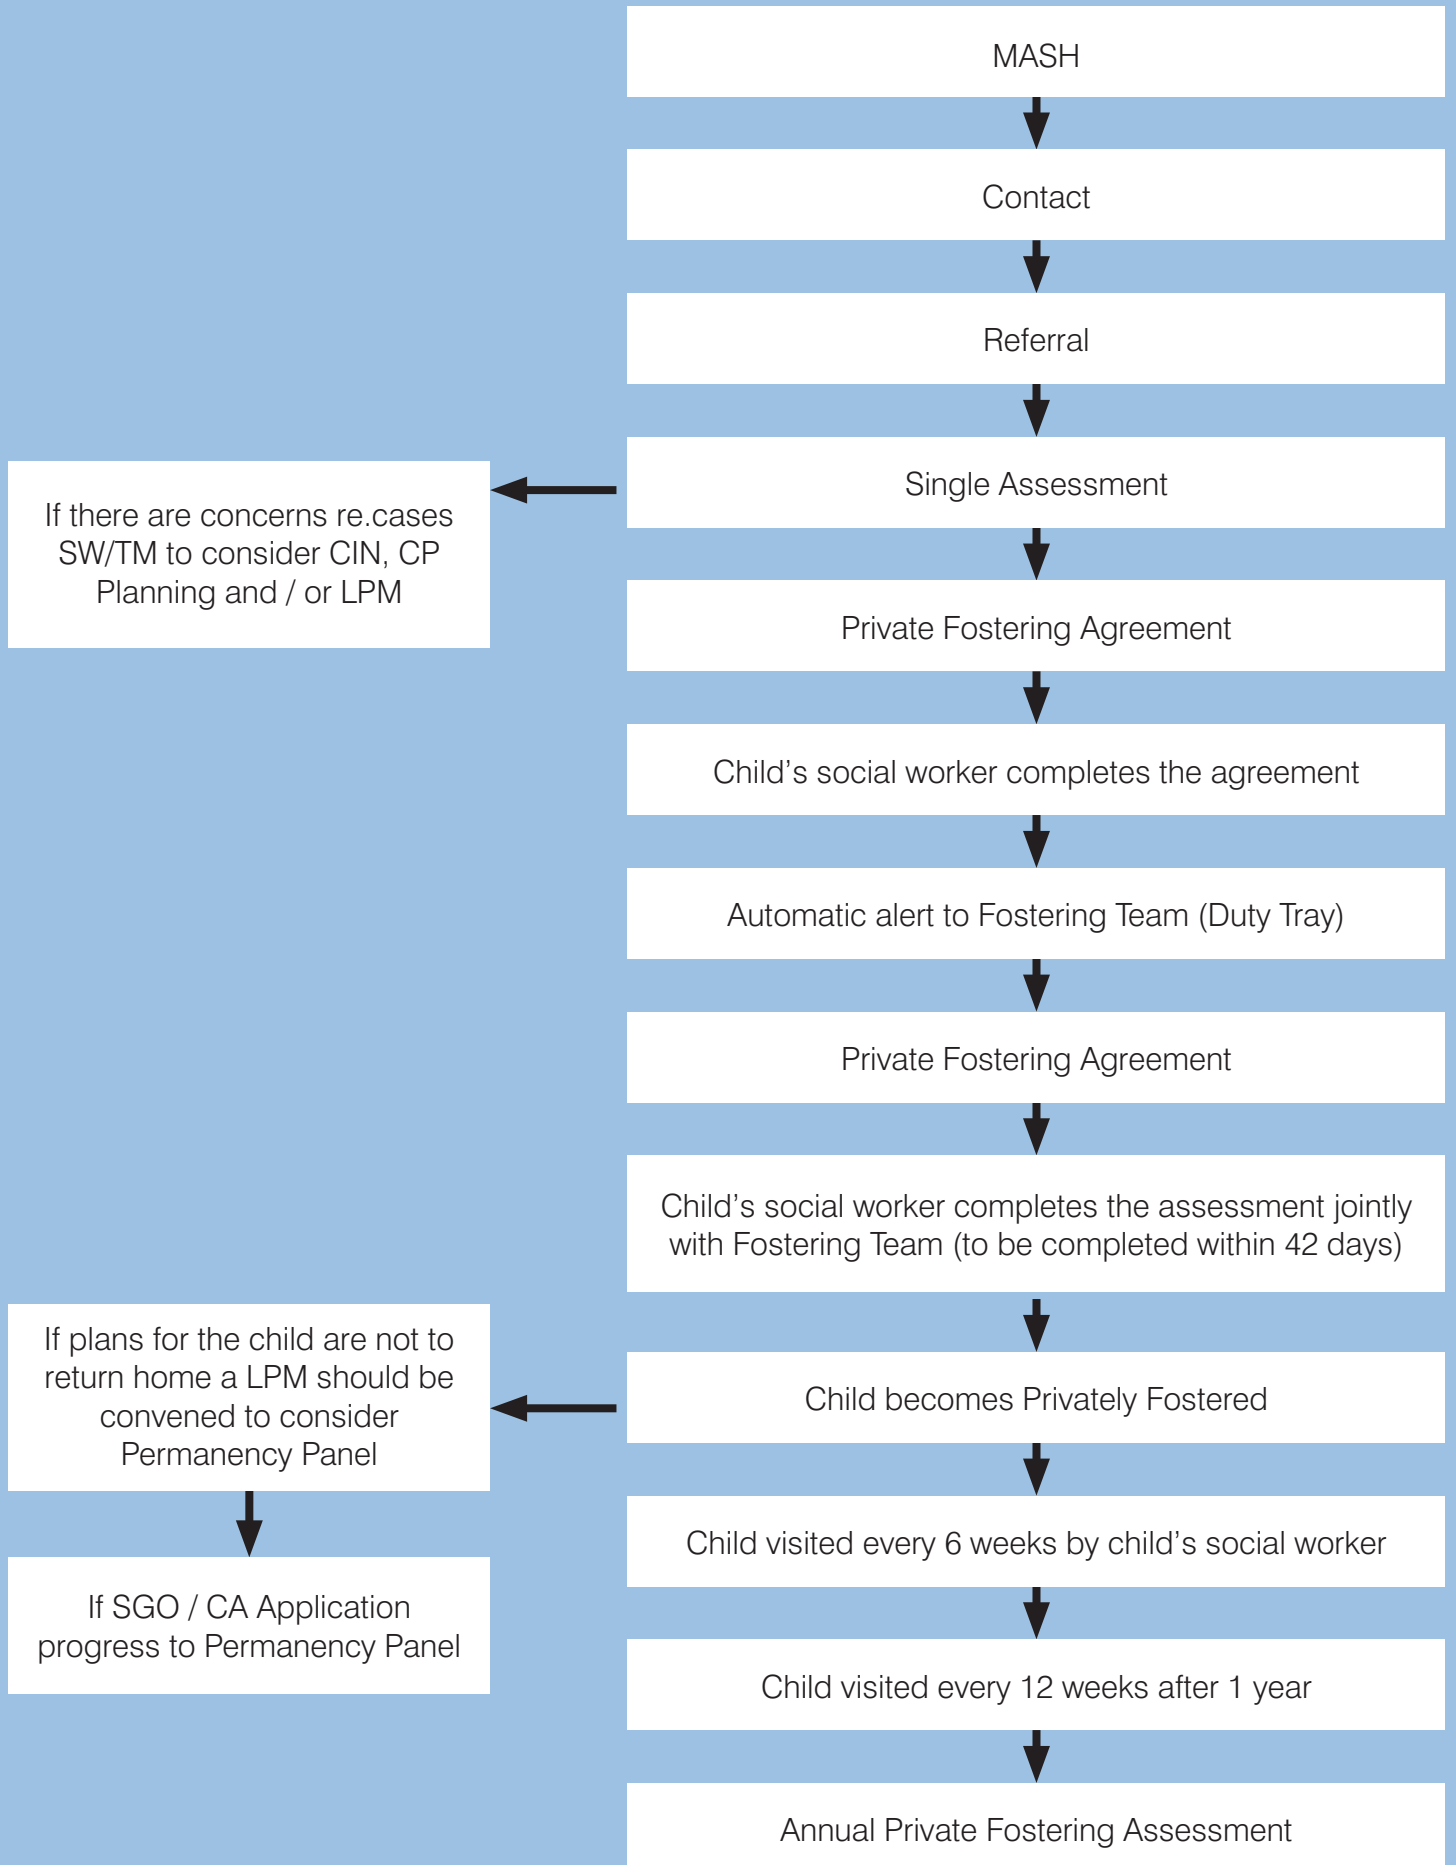 MASH
Contact
Referral
Single Assessment
If there are concerns re.cases
SW/TM to consider CIN, CP
Planning and / or LPM
Private Fostering Agreement
Child’s social worker completes the agreement
Automatic alert to Fostering Team (Duty Tray)
Private Fostering Agreement
Child’s social worker completes the assessment jointly
with Fostering Team (to be completed within 42 days)
Child becomes Privately Fostered
If plans for the child are not to
return home a LPM should be
convened to consider
Permanency Panel
If SGO / CA Application
progress to Permanency Panel
Child visited every 6 weeks by child’s social worker
Child visited every 12 weeks after 1 year
Annual Private Fostering Assessment